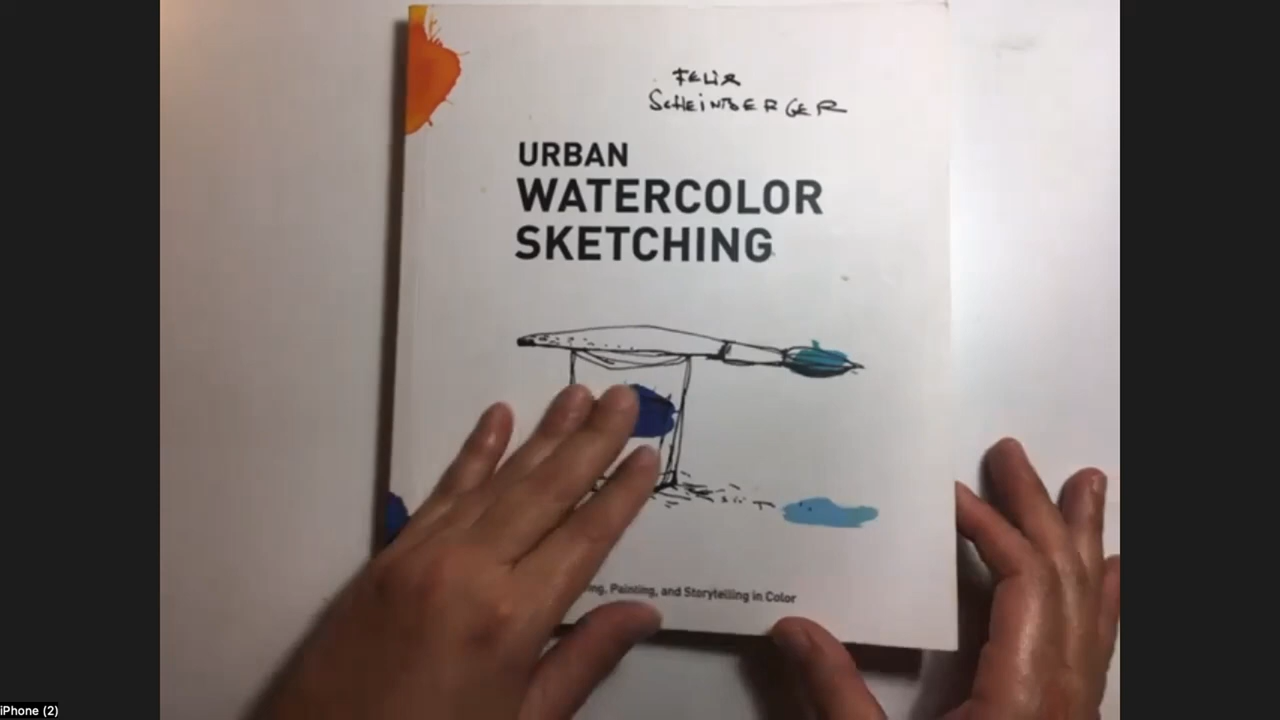 FELIX
SCHEINBERGER
URBAN
WATERCOLOR
SKETCHING
Painting, and Storytelling in Color
iPhone (2)